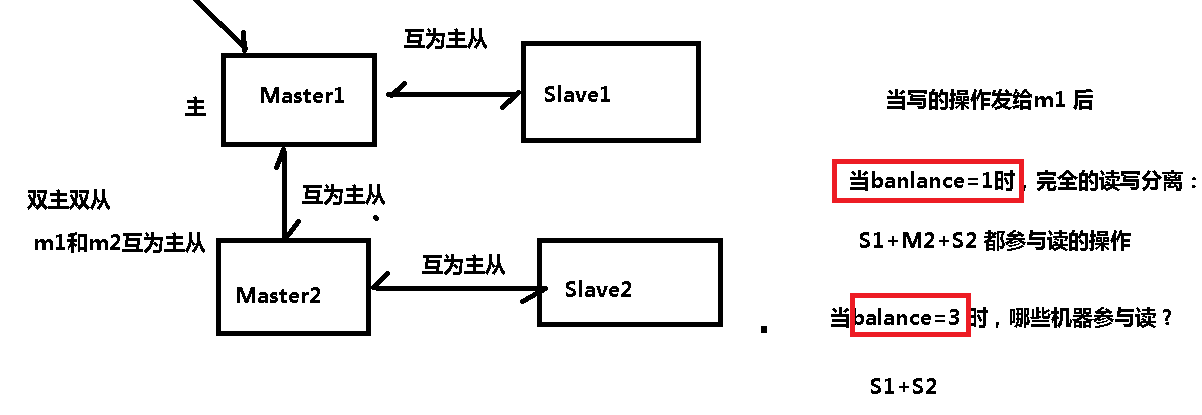 互为主从
Master1
Slave1
主
互为主从
双主双从
m1和m2互为主从
互为主从
Master2
Slave2
当写的操作发给m1 后
当banlance=1时，完全的读写分离：
S1+M2+S2 都参与读的操作
当balance=3 时，哪些机器参与读？
S1+S2